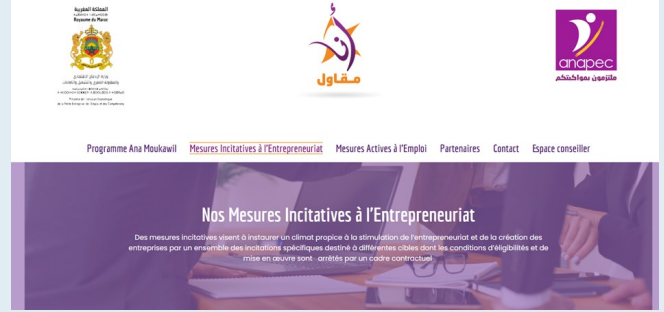 المملكة المغربية
Royaume du Maroc
أنا
مقاول
anapec
ملتزمون بمواكبتكم
Programme Ana Moukawil Mesures Incitatives à l'Entrepreneuriat Mesures Actives à l'Emploi Partenaires Contact Espace conseiller
Nos Mesures Incitatives à l'Entrepreneuriat
Des mesures incitatives visent à instaurer un climat propice à la stimulation de l'entrepreneuriat et de la création des
entreprises par un ensemble des incitations spécifiques destiné à différentes cibles dont les conditions d'éligibilités et de
mise en œuvre sont arrêtés par un cadre contractuel